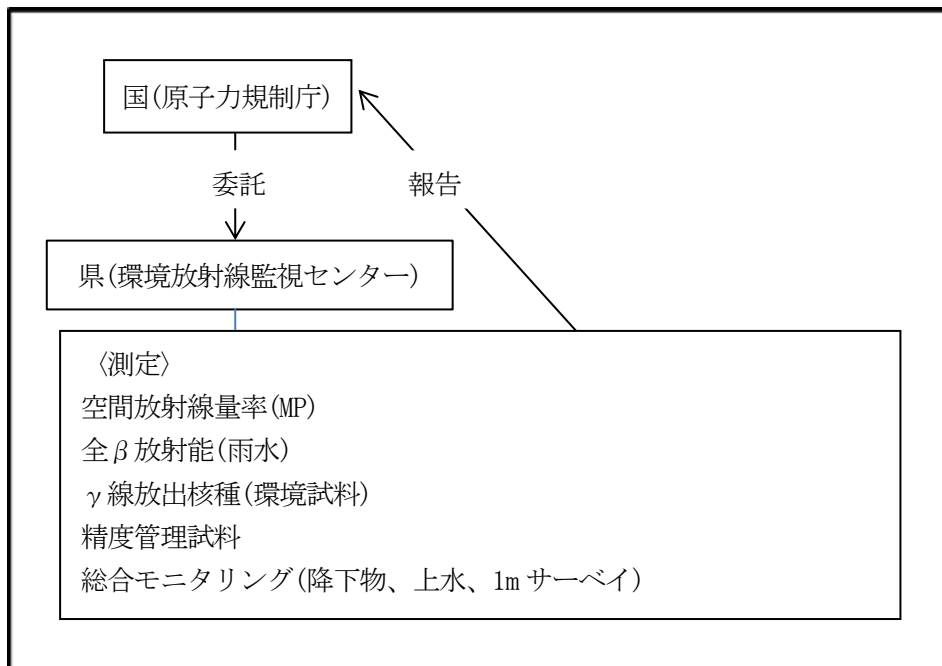 国(原子力規制庁)
委託
報告
県(環境放射線監視センター)
〈測定〉
空間放射線量率(MP)
全β放射能(雨水)
γ線放出核種(環境試料)
精度管理試料
総合モニタリング(降下物、上水、1mサーベイ)